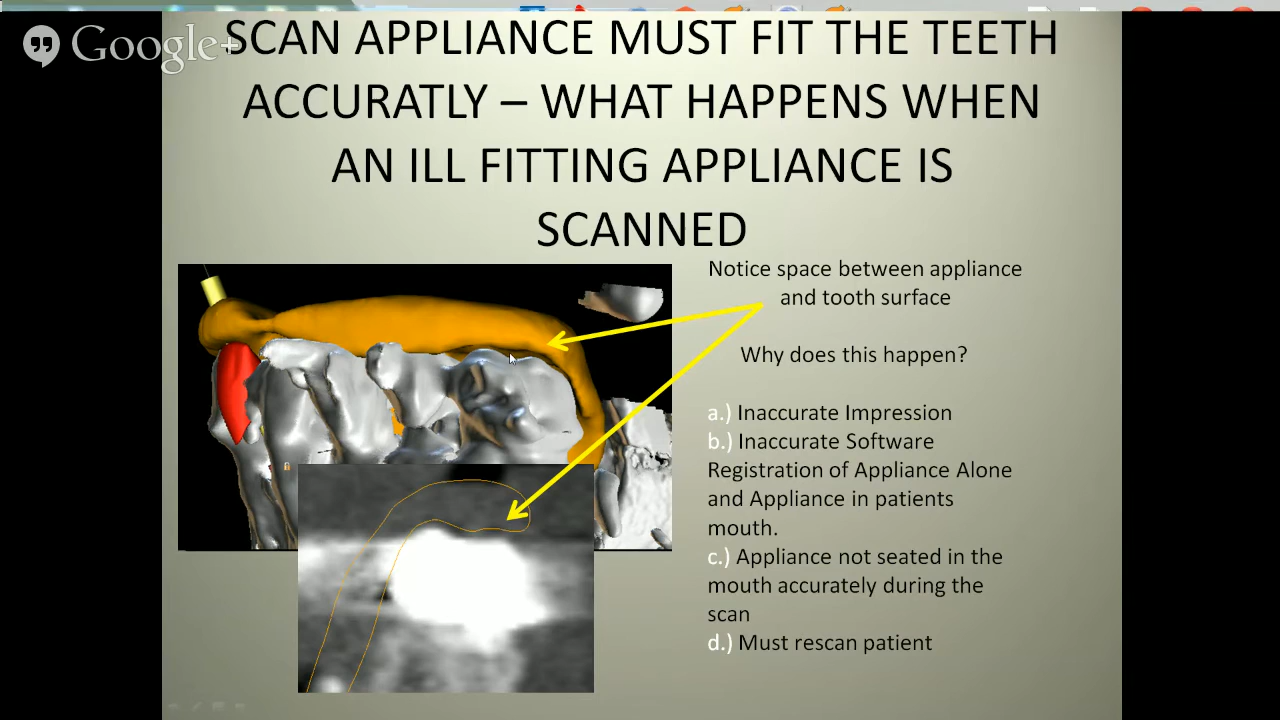 Google+
SCAN APPLIANCE MUST FIT THE TEETH
ACCURATLY – WHAT HAPPENS WHEN
AN ILL FITTING APPLIANCE IS
SCANNED
Notice space between appliance
and tooth surface
Why does this happen?
a.) Inaccurate Impression
b.) Inaccurate Software
Registration of Appliance Alone
and Appliance in patients
mouth.
c.) Appliance not seated in the
mouth accurately during the
scan
d.) Must rescan patient